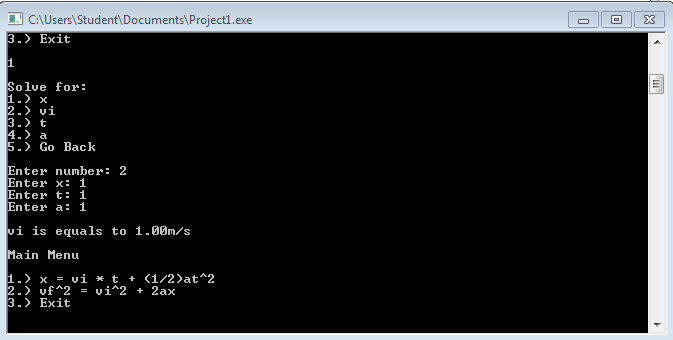 C:\Users\Student\Documents\Project1.exe
3.) Exit
1
Solve for:
1.) x
2.) vi
3.) t
4.) a
5.) Go Back
Enter number: 2
Enter x: 1
Enter t: 1
Enter a: 1
vi is equals to 1.00m/s
Main Menu
1.) x = vi * t + (1/2)at^2
2.) vf^2 = vi^2 + 2ax
3.) Exit